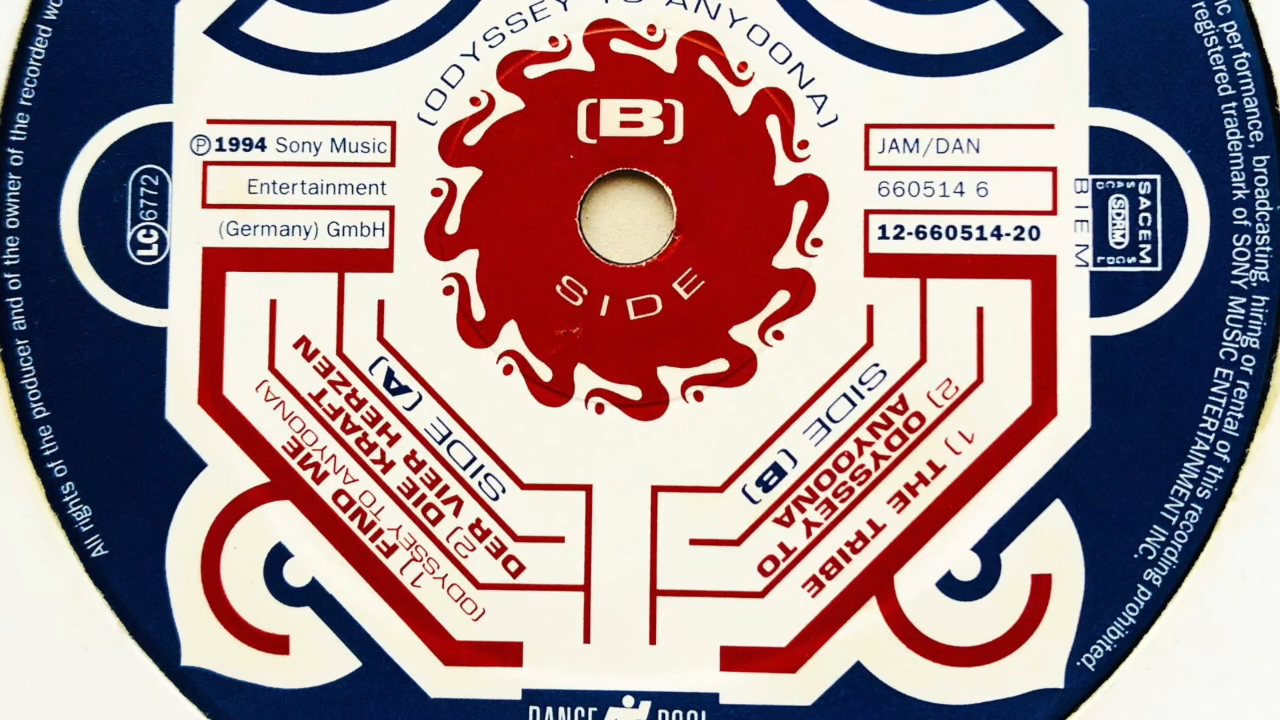 (ODYSSEY TO ANYOONA)
(B)
SIDE
℗1994 Sony Music
Entertainment
(Germany) GmbH
JAM/DAN
660514 6
12-660514-20
LC 6772
BIEM
SACEM
SDRM
SACD
SCDL
SIDE (A)
1) FIND ME
(ODYSSEY TO ANYOONA)
2) DIE KRAFT
DER VIER HERZEN
SIDE (B)
1) THE TRIBE
2) ODYSSEY TO
ANYOONA
DANCE POOL
All rights of the producer and of the owner of the recorded
performance, broadcasting, hiring or rental of this recording prohibited.
registered trademark of SONY MUSIC ENTERTAINMENT INC.